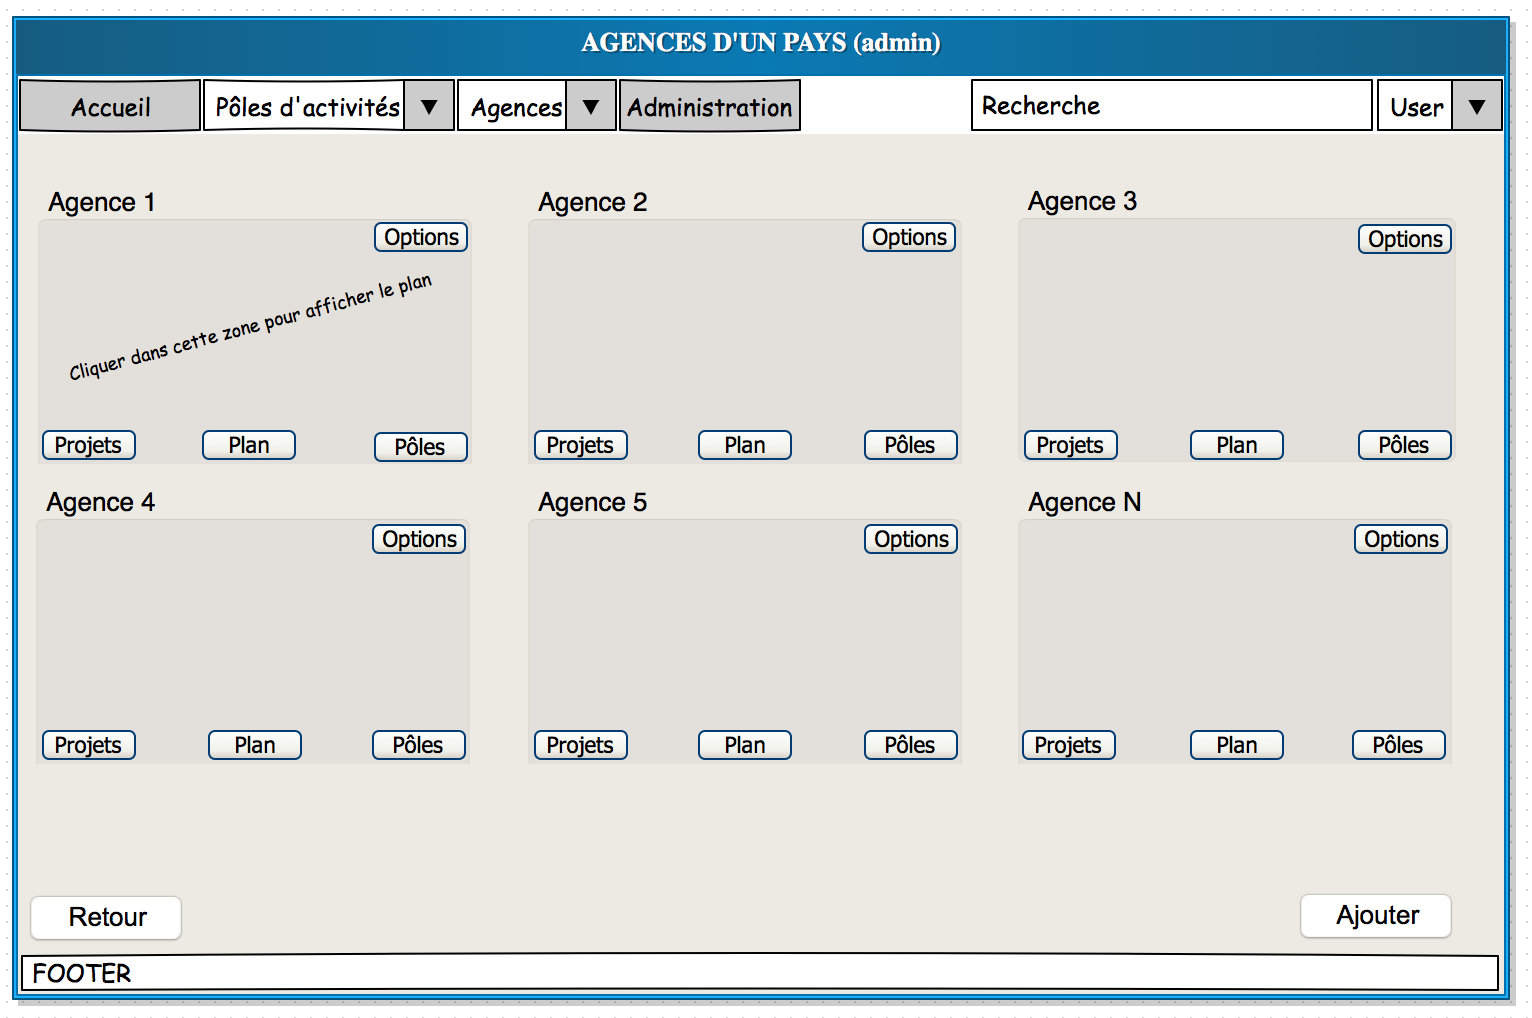 AGENCES D'UN PAYS (admin)
Accueil
Pôles d'activités
Agences
Administration
Recherche
User
Agence 1
Agence 2
Agence 3
Options
Options
Options
Cliquer dans cette zone pour afficher le plan
Projets
Plan
Pôles
Projets
Plan
Pôles
Projets
Plan
Pôles
Agence 4
Agence 5
Agence N
Options
Options
Options
Projets
Plan
Pôles
Projets
Plan
Pôles
Projets
Plan
Pôles
Retour
Ajouter
FOOTER